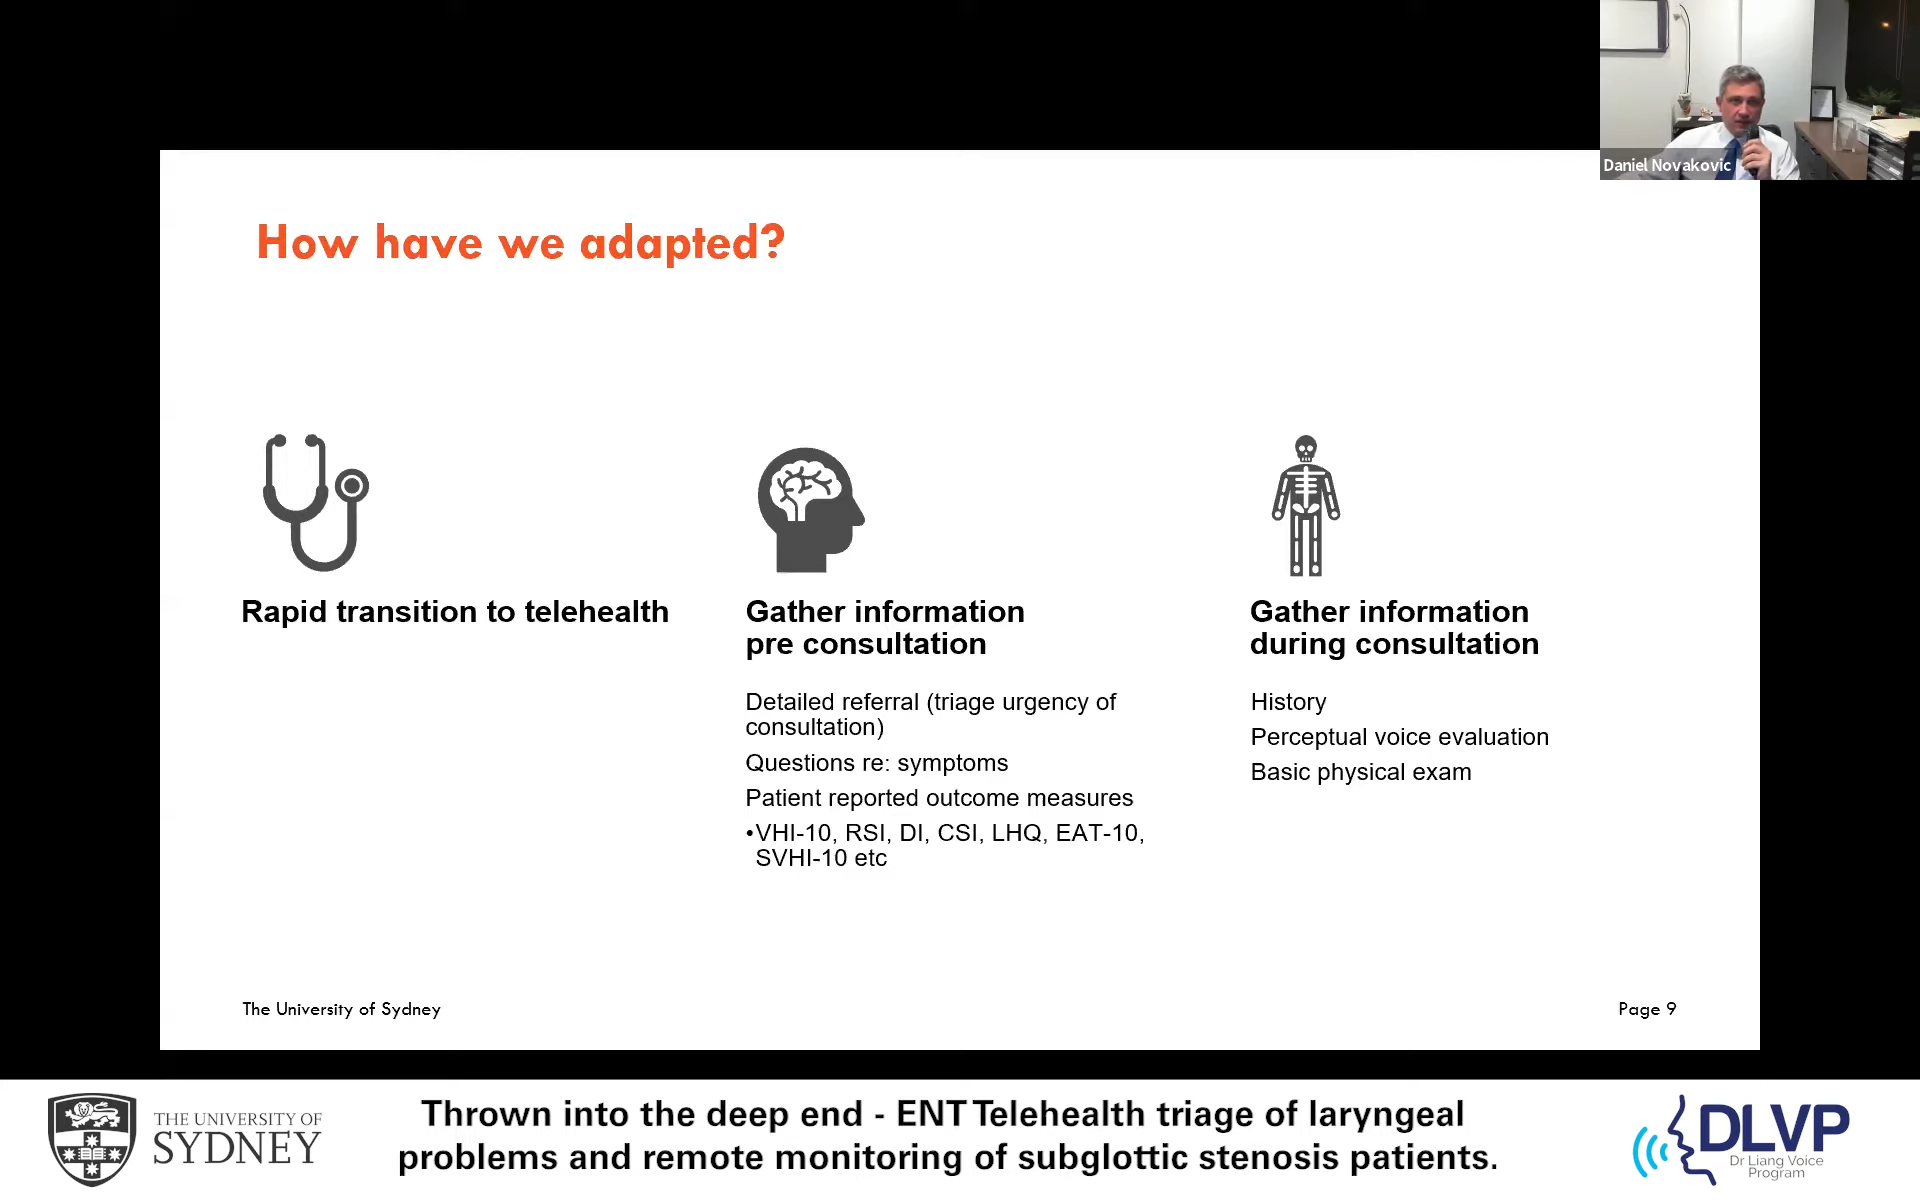 Daniel Novakovic
How have we adapted?
Rapid transition to telehealth
Gather information
pre consultation
Detailed referral (triage urgency of
consultation)
Questions re: symptoms
Patient reported outcome measures
•VHI-10, RSI, DI, CSI, LHQ, EAT-10,
SVHI-10 etc
Gather information
during consultation
History
Perceptual voice evaluation
Basic physical exam
The University of Sydney
Page 9
THE UNIVERSITY OF
SYDNEY
Thrown into the deep end - ENT Telehealth triage of laryngeal
problems and remote monitoring of subglottic stenosis patients.
DLVP
Dr Liang Voice
Program